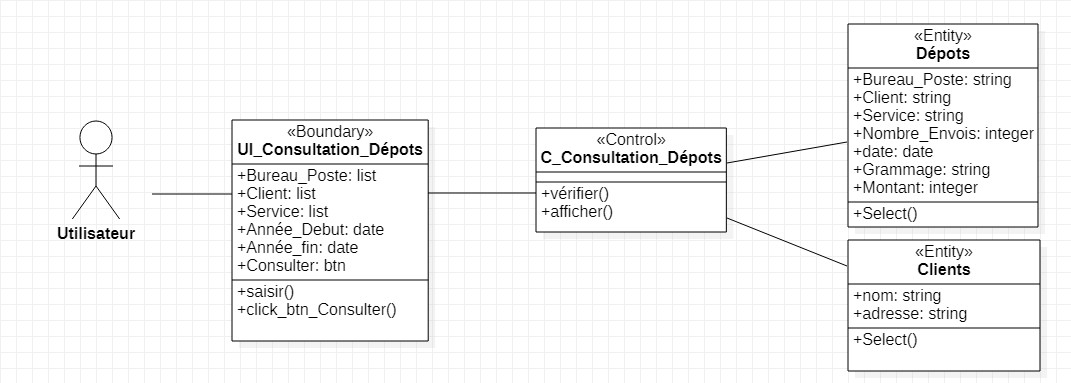 Utilisateur
«Boundary»
UI_Consultation_Dépots
+Bureau_Poste: list
+Client: list
+Service: list
+Année_Debut: date
+Année_fin: date
+Consulter: btn
+saisir()
+click_btn_Consulter()
«Control»
C_Consultation_Dépots
+vérifier()
+afficher()
«Entity»
Dépots
+Bureau_Poste: string
+Client: string
+Service: string
+Nombre_Envois: integer
+date: date
+Grammage: string
+Montant: integer
+Select()
«Entity»
Clients
+nom: string
+adresse: string
+Select()